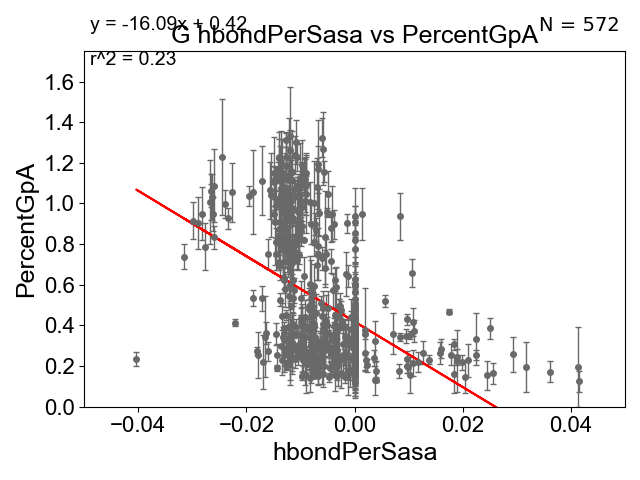 y = -16.09x + 0.42
N = 572
G hbondPerSasa vs PercentGpA
r^2 = 0.23
PercentGpA
1.6
1.4
1.2
1.0
0.8
0.6
0.4
0.2
0.0
−0.04 −0.02 0.00 0.02 0.04
hbondPerSasa